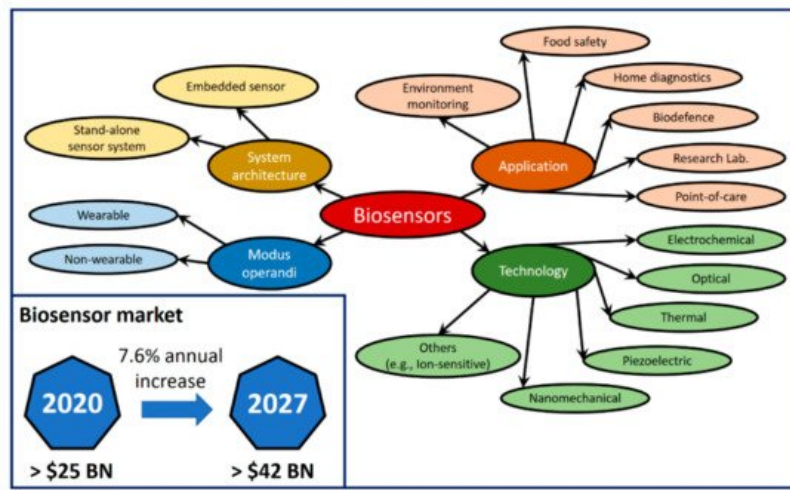 Food safety
Embedded sensor
Environment
monitoring
Home diagnostics
Stand-alone
sensor system
System
architecture
Application
Biodefence
Research Lab.
Point-of-care
Biosensors
Wearable
Non-wearable
Modus
operandi
Technology
Electrochemical
Optical
Thermal
Piezoelectric
Nanomechanical
Others
(e.g., Ion-sensitive)
Biosensor market
7.6% annual
increase
2020
2027
> $25 BN
> $42 BN